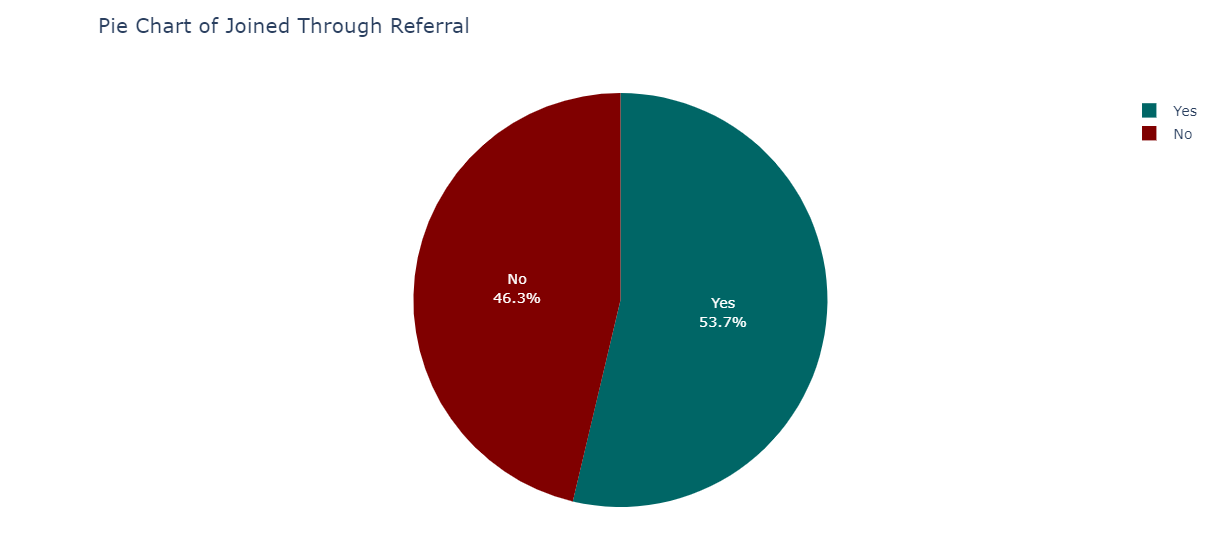 Pie Chart of Joined Through Referral
Yes
No
No
46.3%
Yes
53.7%